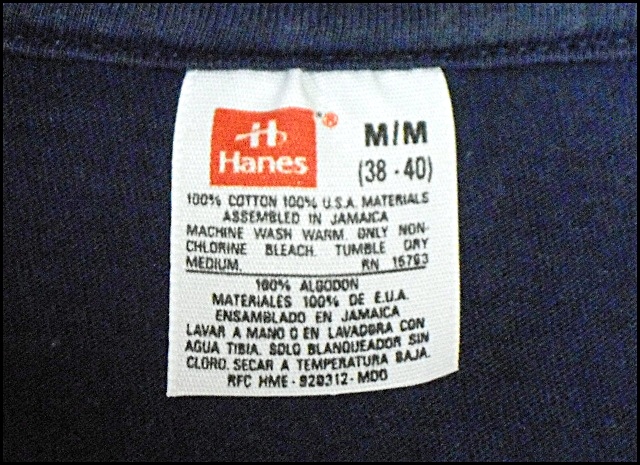 H ®
Hanes
M/M
(38 - 40)
100% COTTON 100% U.S.A. MATERIALS
ASSEMBLED IN JAMAICA
MACHINE WASH WARM. ONLY NON-
CHLORINE BLEACH. TUMBLE DRY
MEDIUM. RN 15763
100% ALGODON
MATERIALES 100% DE E.U.A.
ENSAMBLADO EN JAMAICA
LAVAR A MANO O EN LAVADORA CON
AGUA TIBIA. SOLO BLANQUEADOR SIN
CLORO. SECAR A TEMPERATURA BAJA.
RFC HME - 920312 - MDO